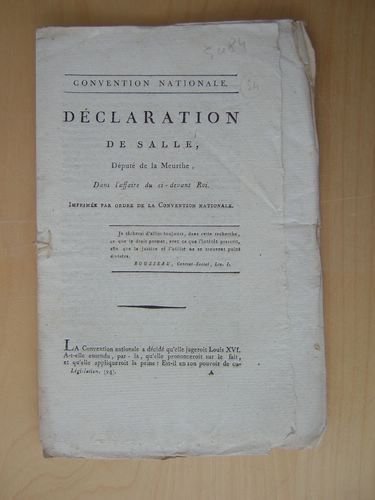 5484
54
CONVENTION NATIONALE.
DÉCLARATION
DE SALLE,
Député de la Meurthe,
Dans l'affaire du ci-devant Roi.
IMPRIMÉE PAR ORDRE DE LA CONVENTION NATIONALE.
Je tâcherai d'allier toujours, dans cette recherche,
ce que le droit permet, avec ce que l'intérêt prescrit,
afin que la justice et l'utilité ne se trouvent point
divisées.
ROUSSEAU, Contrat-Social, Liv. I.
LA Convention nationale a décidé qu'elle jugeroit Louis XVI.
A-t-elle entendu, par-là, qu'elle prononceroit sur le fait,
et qu'elle appliqueroit la peine? Est-il en son pouvoir de cu-
Législation. (94).
A